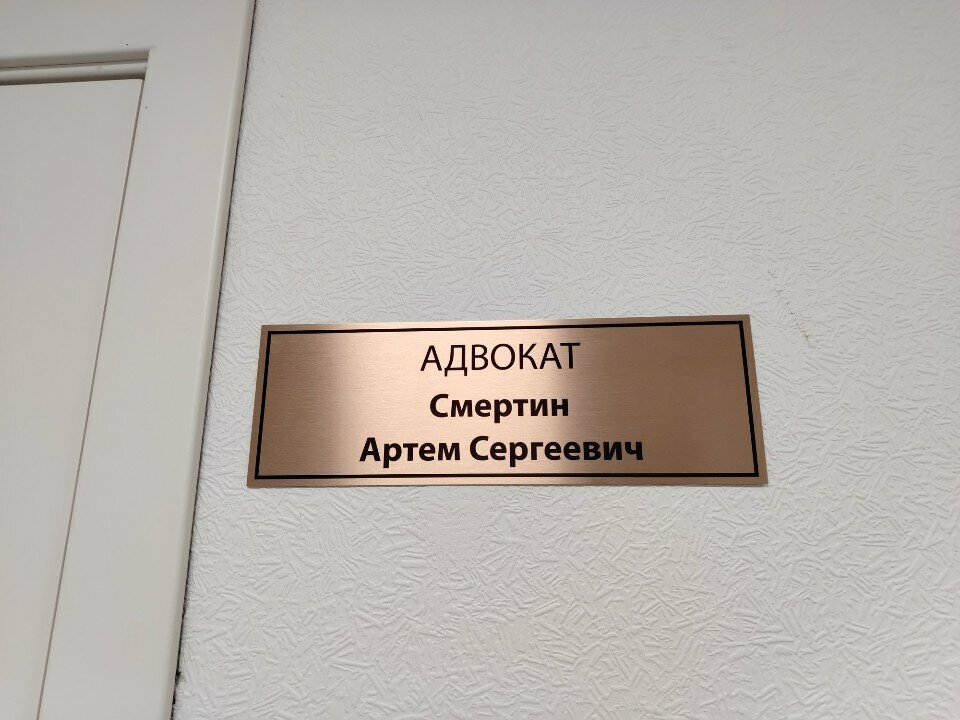 АДВОКАТ
Смертин
Артем Сергеевич